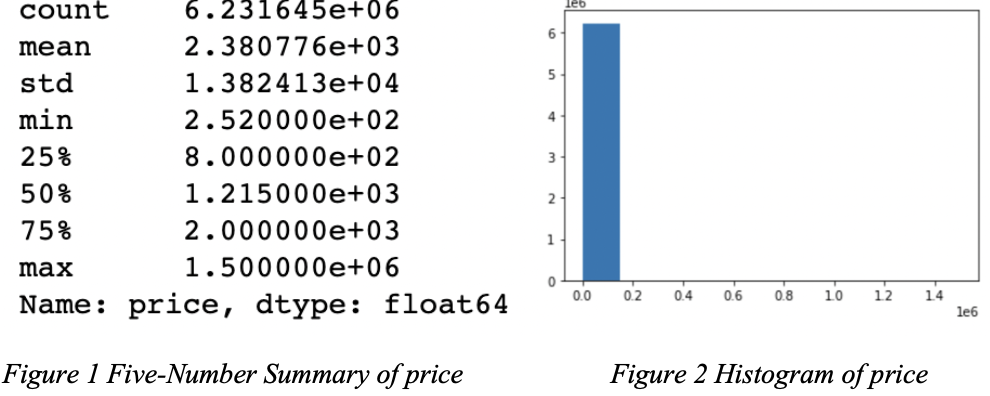 count 6.231645e+06
mean 2.380776e+03
std 1.382413e+04
min 2.520000e+02
25% 8.000000e+02
50% 1.215000e+03
75% 2.000000e+03
max 1.500000e+06
Name: price, dtype: float64
Figure 1 Five-Number Summary of price
1e6
6
5
4
3
2
1
0
0.0 0.2 0.4 0.6 0.8 1.0 1.2 1.4
1e6
Figure 2 Histogram of price